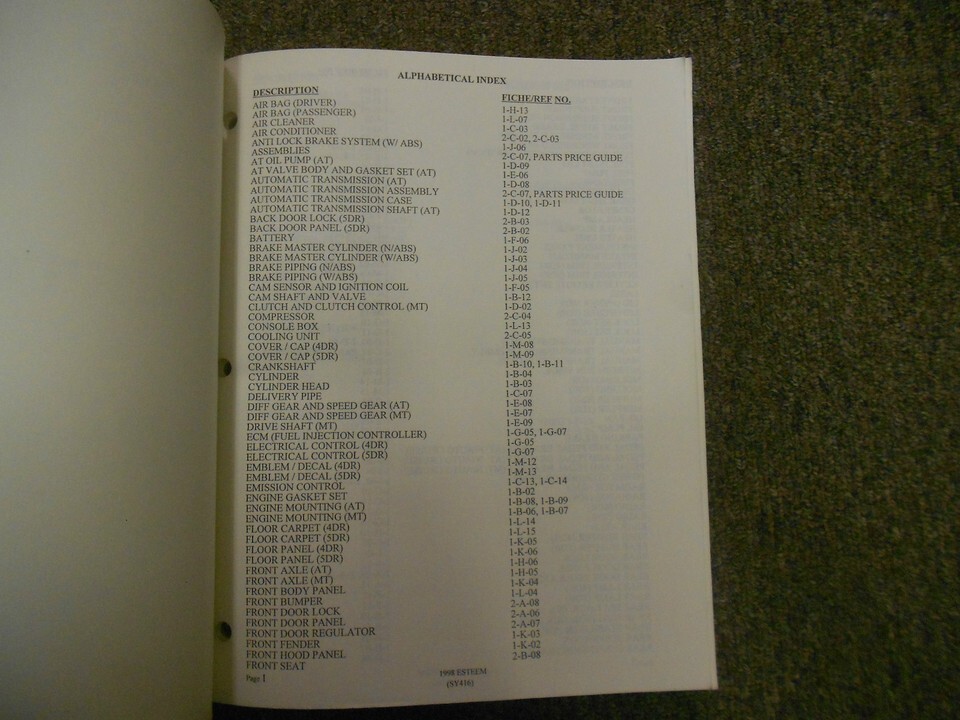 ALPHABETICAL INDEX
DESCRIPTION FICHE/REF NO.
AIR BAG (DRIVER) 1-H-13
AIR BAG (PASSENGER) 1-L-07
AIR CLEANER 1-C-03
AIR CONDITIONER 2-C-02, 2-C-03
ANTI LOCK BRAKE SYSTEM (W/ ABS) 1-J-06
ASSEMBLIES 2-C-07, PARTS PRICE GUIDE
AT OIL PUMP (AT) 1-D-09
AT VALVE BODY AND GASKET SET (AT) 1-E-06
AUTOMATIC TRANSMISSION (AT) 1-D-08
AUTOMATIC TRANSMISSION ASSEMBLY 2-C-07, PARTS PRICE GUIDE
AUTOMATIC TRANSMISSION CASE 1-D-10, 1-D-11
AUTOMATIC TRANSMISSION SHAFT (AT) 1-D-12
BACK DOOR LOCK (5DR) 2-B-03
BACK DOOR PANEL (5DR) 2-B-02
BATTERY 1-F-06
BRAKE MASTER CYLINDER (N/ABS) 1-J-02
BRAKE MASTER CYLINDER (W/ABS) 1-J-03
BRAKE PIPING (N/ABS) 1-J-04
BRAKE PIPING (W/ABS) 1-J-05
CAM SENSOR AND IGNITION COIL 1-F-05
CAM SHAFT AND VALVE 1-B-12
CLUTCH AND CLUTCH CONTROL (MT) 1-D-02
COMPRESSOR 2-C-04
CONSOLE BOX 1-L-13
COOLING UNIT 2-C-05
COVER / CAP (4DR) 1-M-08
COVER / CAP (5DR) 1-M-09
CRANKSHAFT 1-B-10, 1-B-11
CYLINDER 1-B-04
CYLINDER HEAD 1-B-03
DELIVERY PIPE 1-C-07
DIFF GEAR AND SPEED GEAR (AT) 1-E-08
DIFF GEAR AND SPEED GEAR (MT) 1-E-07
DRIVE SHAFT (MT) 1-E-09
ECM (FUEL INJECTION CONTROLLER) 1-G-05, 1-G-07
ELECTRICAL CONTROL (4DR) 1-G-05
ELECTRICAL CONTROL (5DR) 1-G-07
EMBLEM / DECAL (4DR) 1-M-12
EMBLEM / DECAL (5DR) 1-M-13
EMISSION CONTROL 1-C-13, 1-C-14
ENGINE GASKET SET 1-B-02
ENGINE MOUNTING (AT) 1-B-08, 1-B-09
ENGINE MOUNTING (MT) 1-B-06, 1-B-07
FLOOR CARPET (4DR) 1-L-14
FLOOR CARPET (5DR) 1-L-15
FLOOR PANEL (4DR) 1-K-05
FLOOR PANEL (5DR) 1-K-06
FRONT AXLE (AT) 1-H-06
FRONT AXLE (MT) 1-H-05
FRONT BODY PANEL 1-K-04
FRONT BUMPER 1-L-04
FRONT DOOR LOCK 2-A-08
FRONT DOOR PANEL 2-A-06
FRONT DOOR REGULATOR 2-A-07
FRONT FENDER 1-K-03
FRONT HOOD PANEL 1-K-02
FRONT SEAT 2-B-08
Page 1 1998 ESTEEM
(SY416)